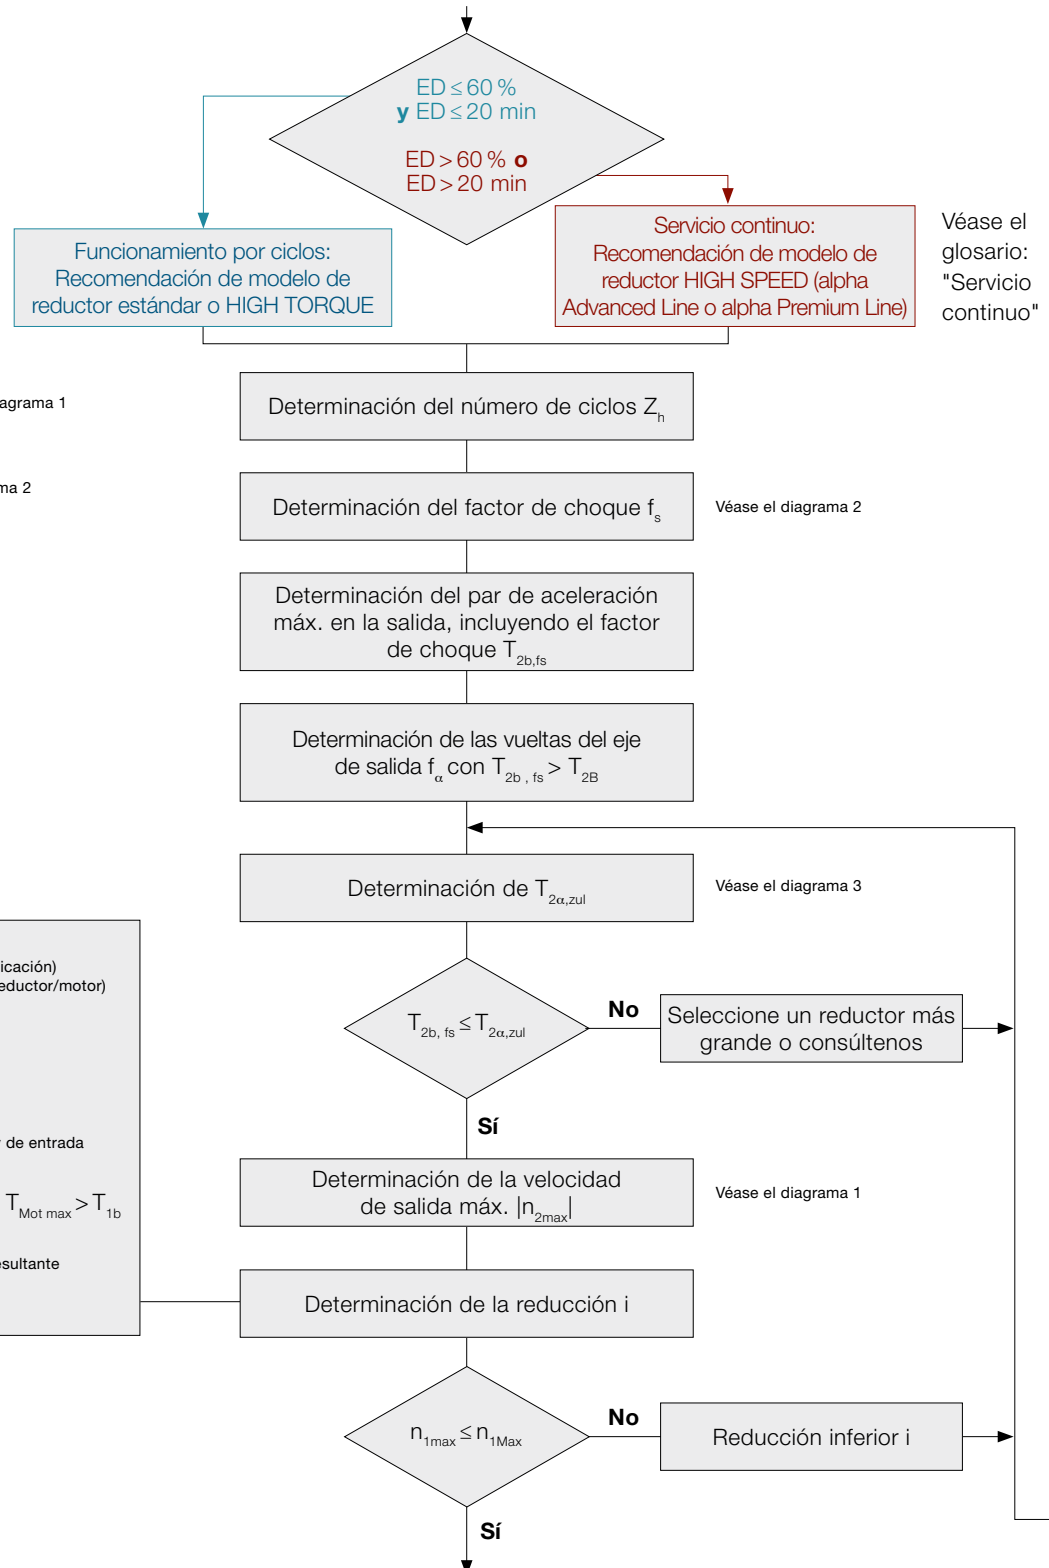 ED ≤ 60 %
y ED ≤ 20 min
ED > 60 % o
ED > 20 min
Funcionamiento por ciclos:
Recomendación de modelo de
reductor estándar o HIGH TORQUE
Servicio continuo:
Recomendación de modelo de
reductor HIGH SPEED (alpha
Advanced Line o alpha Premium Line)
Véase el
glosario:
"Servicio
continuo"
agrama 1
Determinación del número de ciclos Zh
ma 2
Determinación del factor de choque fs
Véase el diagrama 2
Determinación del par de aceleración
máx. en la salida, incluyendo el factor
de choque T2b,fs
Determinación de las vueltas del eje
de salida fα con T2b , fs > T2B
Determinación de T2α,zul
Véase el diagrama 3
icación)
eductor/motor)
T2b, fs ≤ T2α,zul
No
Seleccione un reductor más
grande o consúltenos
Sí
de entrada
Determinación de la velocidad
de salida máx. |n2max|
Véase el diagrama 1
TMot max > T1b
esultante
Determinación de la reducción i
n1max ≤ n1Max
No
Reducción inferior i
Sí